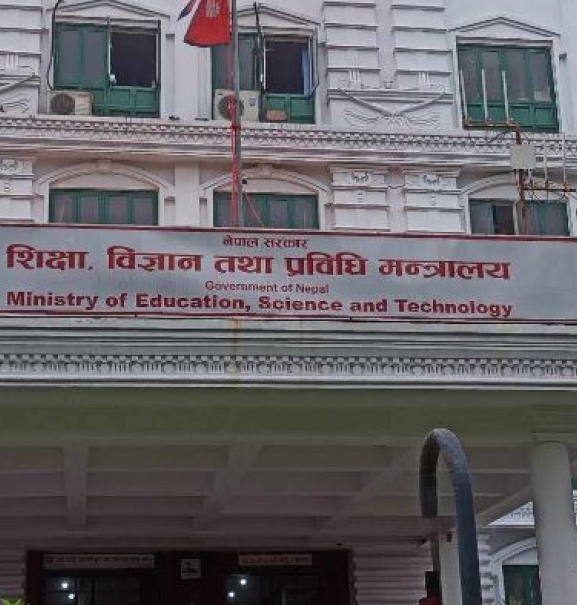 नेपाल सरकार
शिक्षा, विज्ञान तथा प्रविधि मन्त्रालय
Government of Nepal
Ministry of Education, Science and Technology